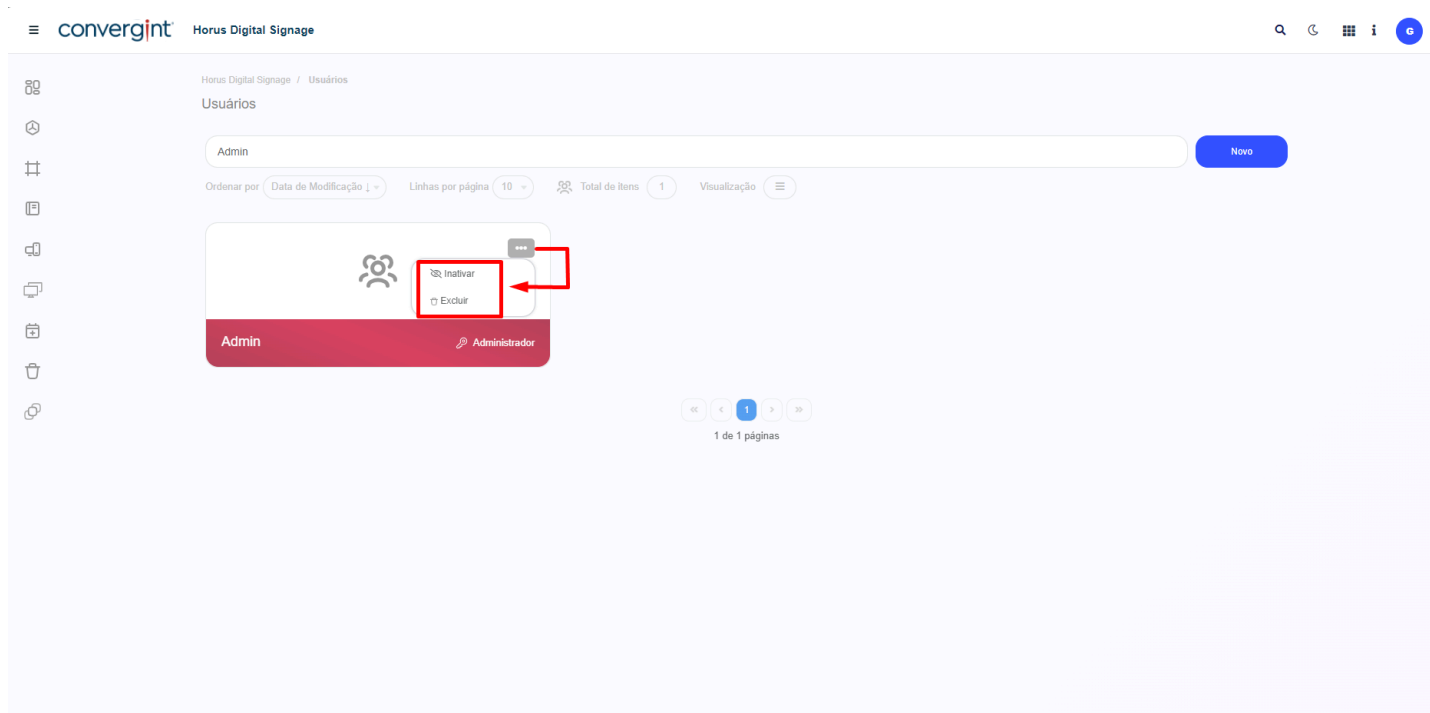 convergint Horus Digital Signage
G
Horus Digital Signage / Usuários
Usuários
Admin Novo
Ordenar por Data de Modificação ↓ Linhas por página 10 Total de itens 1 Visualização
Inativar
Excluir
Admin Administrador
« < 1 > »
1 de 1 páginas